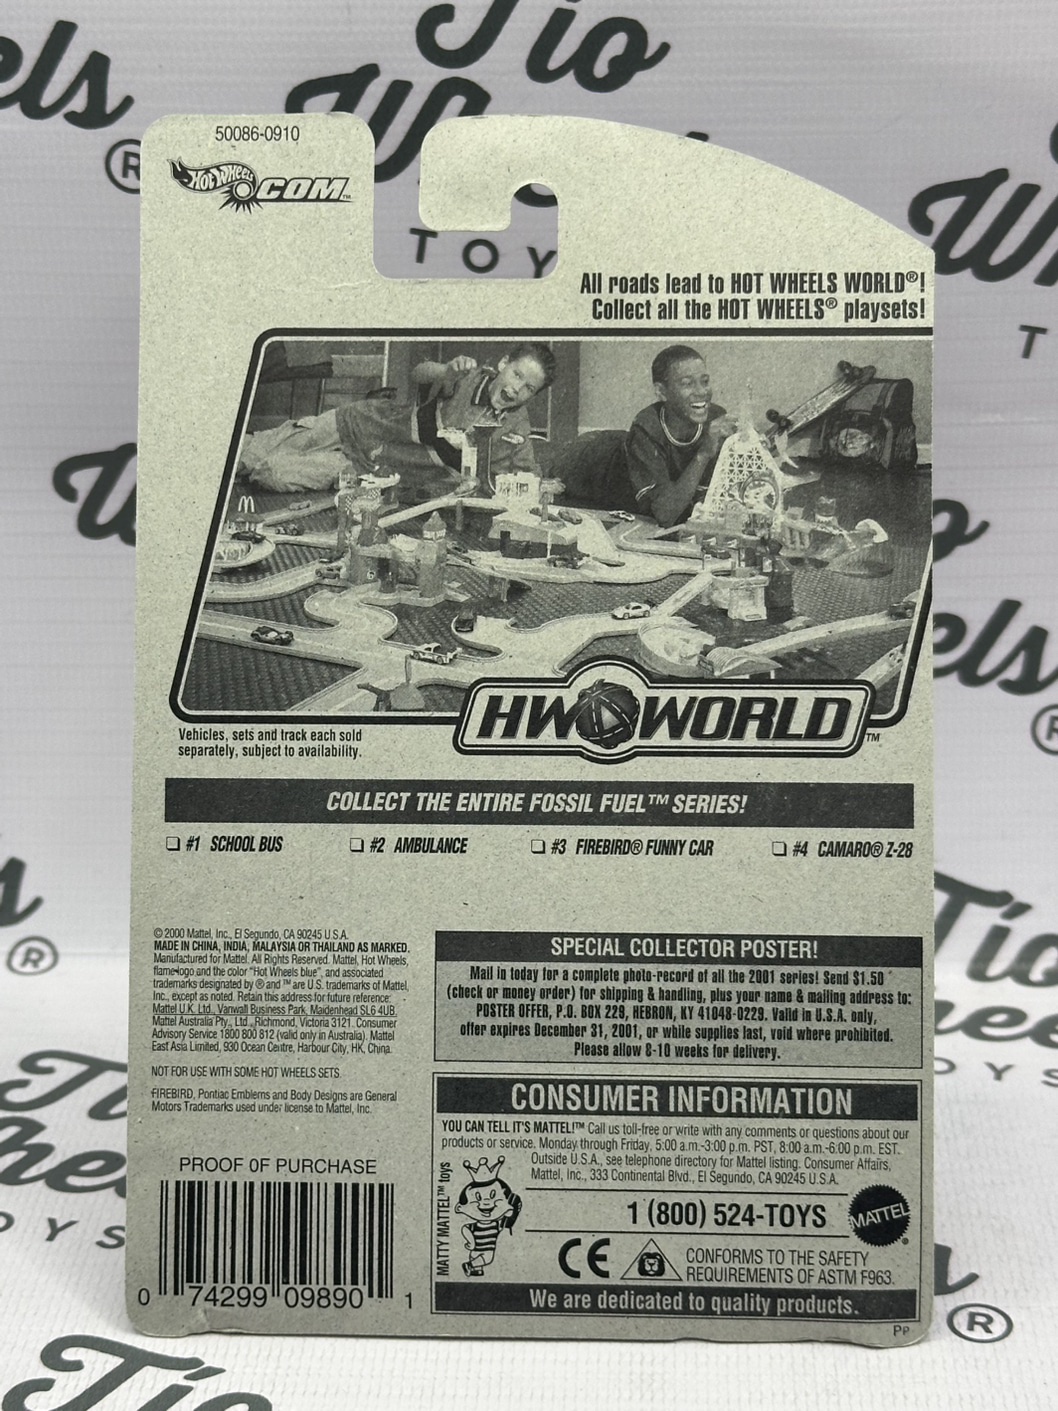 els
Tio
®
Wh
TOY
50086-0910
HOT WHEELS
.COM™
All roads lead to HOT WHEELS WORLD®!
Collect all the HOT WHEELS® playsets!
HW WORLD™
Vehicles, sets and track each sold
separately, subject to availability.
COLLECT THE ENTIRE FOSSIL FUEL™ SERIES!
#1 SCHOOL BUS
#2 AMBULANCE
#3 FIREBIRD® FUNNY CAR
#4 CAMARO® Z-28
© 2000 Mattel, Inc., El Segundo, CA 90245 U.S.A.
MADE IN CHINA, INDIA, MALAYSIA OR THAILAND AS MARKED.
Manufactured for Mattel. All Rights Reserved. Mattel, Hot Wheels,
flame-logo and the color "Hot Wheels blue", and associated
trademarks designated by ® and ™ are U.S. trademarks of Mattel,
Inc., except as noted. Retain this address for future reference:
Mattel U.K. Ltd., Vanwall Business Park, Maidenhead SL6 4UB.
Mattel Australia Pty., Ltd., Richmond, Victoria 3121. Consumer
Advisory Service 1800 800 812 (valid only in Australia). Mattel
East Asia Limited, 930 Ocean Centre, Harbour City, HK, China.
NOT FOR USE WITH SOME HOT WHEELS SETS.
FIREBIRD, Pontiac Emblems and Body Designs are General
Motors Trademarks used under license to Mattel, Inc.
SPECIAL COLLECTOR POSTER!
Mail in today for a complete photo-record of all the 2001 series! Send $1.50
(check or money order) for shipping & handling, plus your name & mailing address to:
POSTER OFFER, P.O. BOX 229, HEBRON, KY 41048-0229. Valid in U.S.A. only,
offer expires December 31, 2001, or while supplies last, void where prohibited.
Please allow 8-10 weeks for delivery.
CONSUMER INFORMATION
YOU CAN TELL IT'S MATTEL!™ Call us toll-free or write with any comments or questions about our
products or service. Monday through Friday, 5:00 a.m.-3:00 p.m. PST, 8:00 a.m.-6:00 p.m. EST.
Outside U.S.A., see telephone directory for Mattel listing. Consumer Affairs,
Mattel, Inc., 333 Continental Blvd., El Segundo, CA 90245 U.S.A.
MATTY MATTEL™ toys
1 (800) 524-TOYS
MATTEL®
CE
CONFORMS TO THE SAFETY
REQUIREMENTS OF ASTM F963.
We are dedicated to quality products.
PROOF OF PURCHASE
0 74299 09890 1
PP
®
Tio